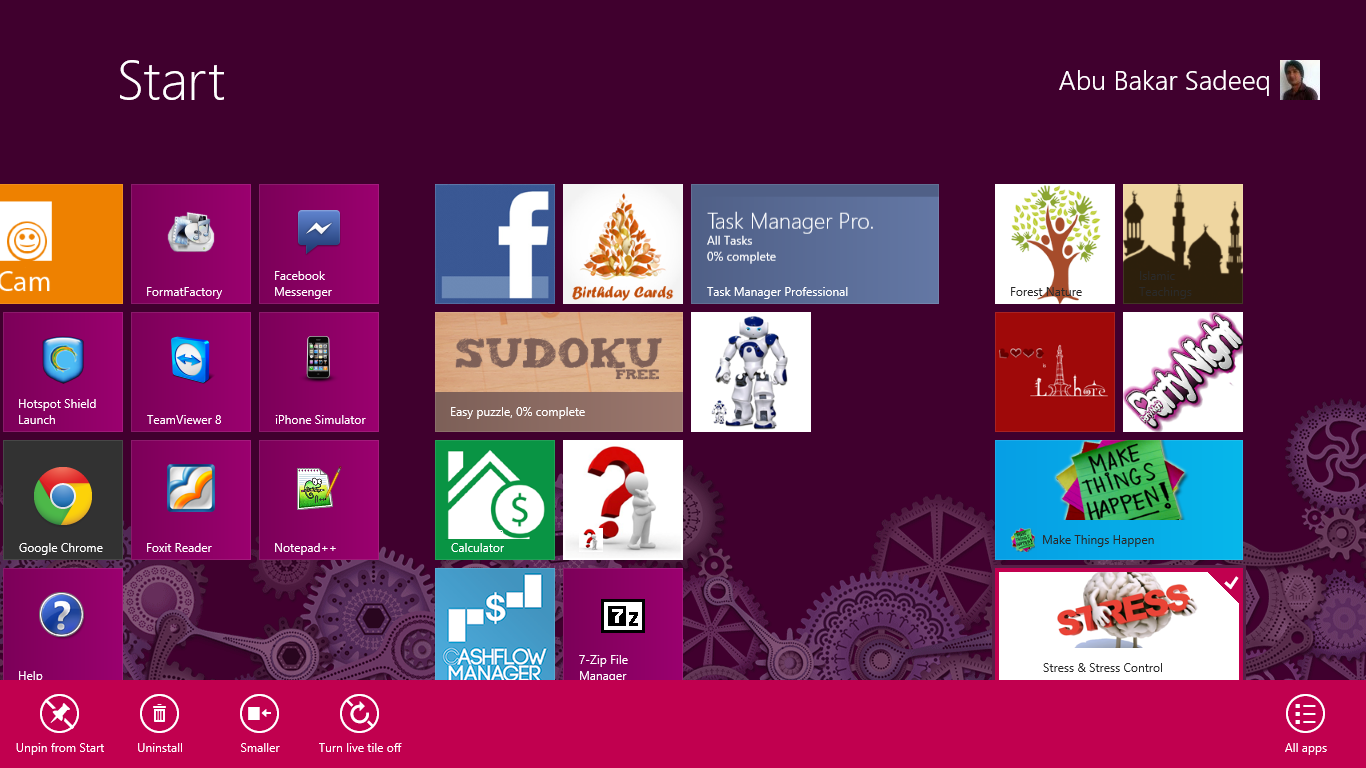 Start
Abu Bakar Sadeeq
Cam
FormatFactory
Facebook
Messenger
Hotspot Shield
Launch
TeamViewer 8
iPhone Simulator
Google Chrome
Foxit Reader
Notepad++
Help
f
Birthday Cards
Task Manager Pro.
All Tasks
0% complete
Task Manager Professional
SUDOKU
FREE
Easy puzzle, 0% complete
$
Calculator
?
$
CASHFLOW
MANAGER
7z
7-Zip File
Manager
Forest Nature
Islamic
Teachings
LOVE
is
Lahore
Party Night
MAKE
THINGS
HAPPEN!
Make Things Happen
STRESS
Stress & Stress Control
Unpin from Start
Uninstall
Smaller
Turn live tile off
All apps